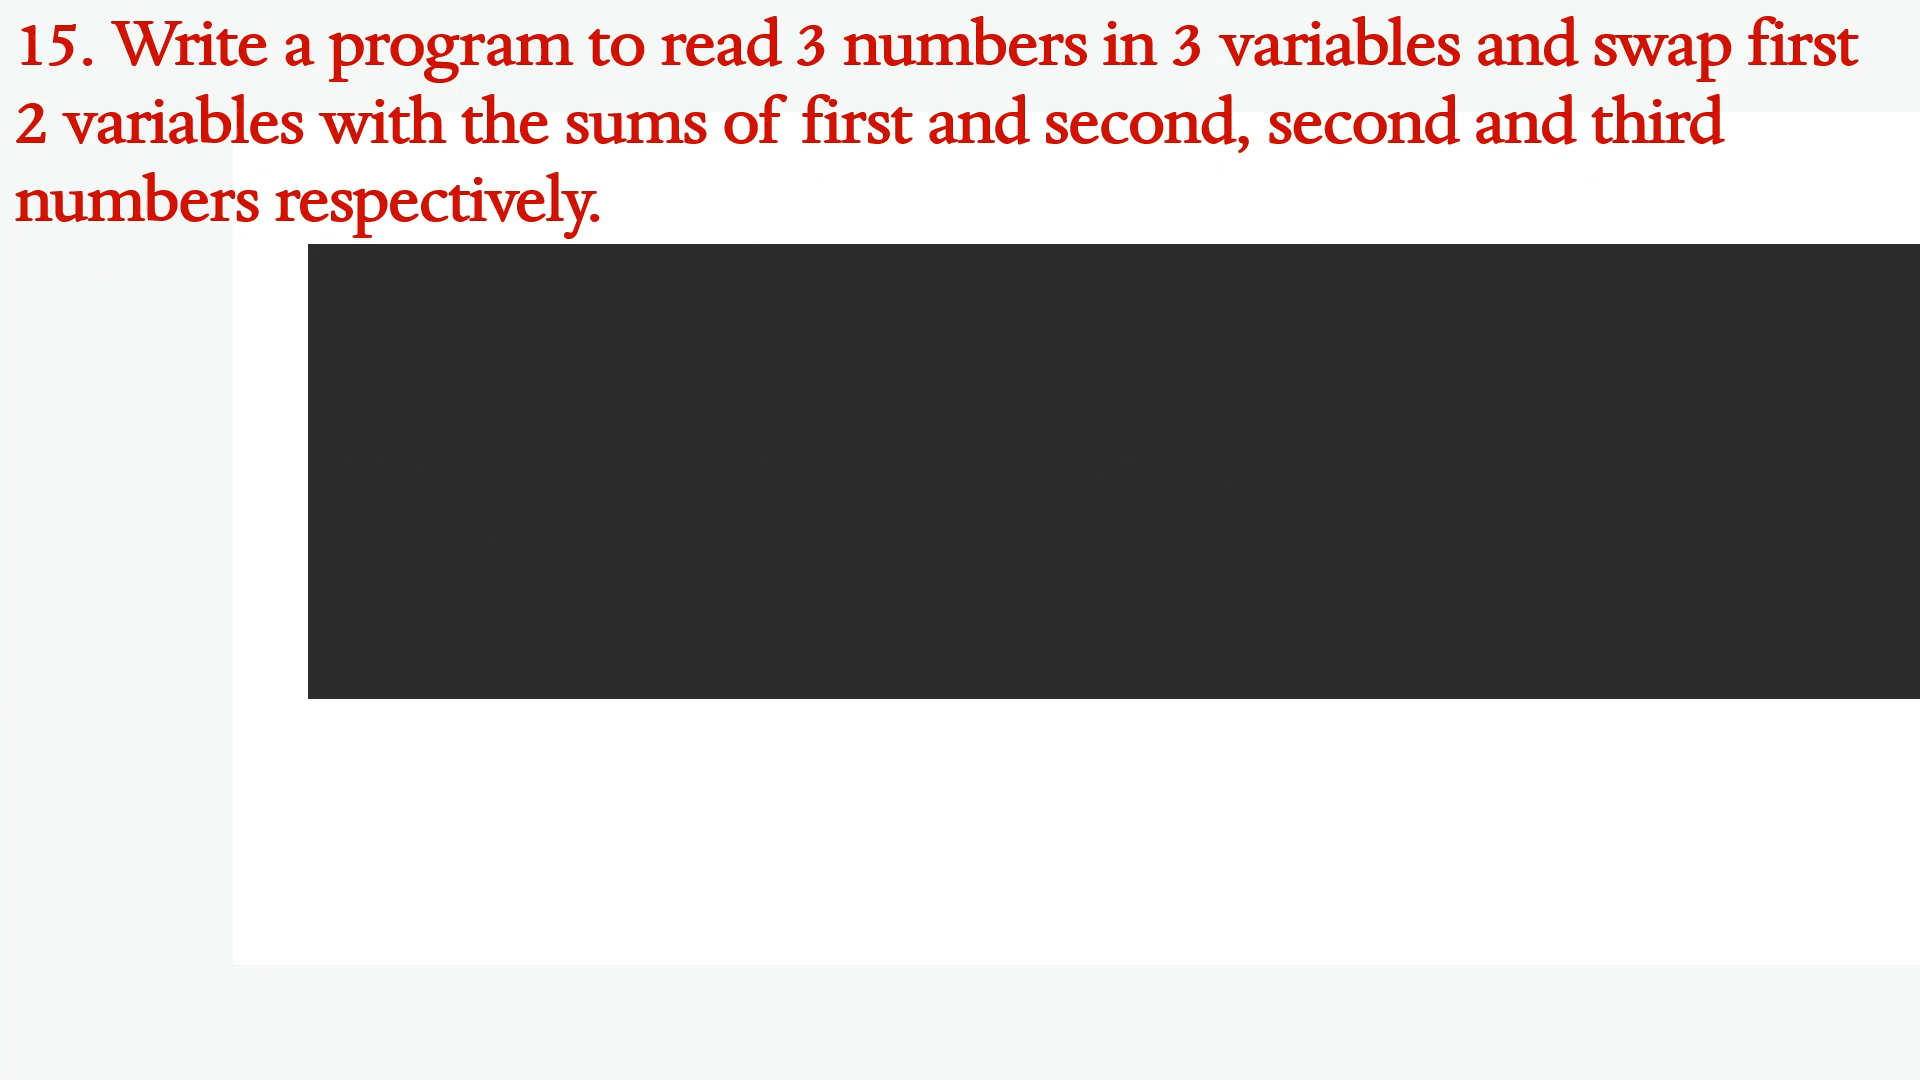 15. Write a program to read 3 numbers in 3 variables and swap first
2 variables with the sums of first and second, second and third
numbers respectively.